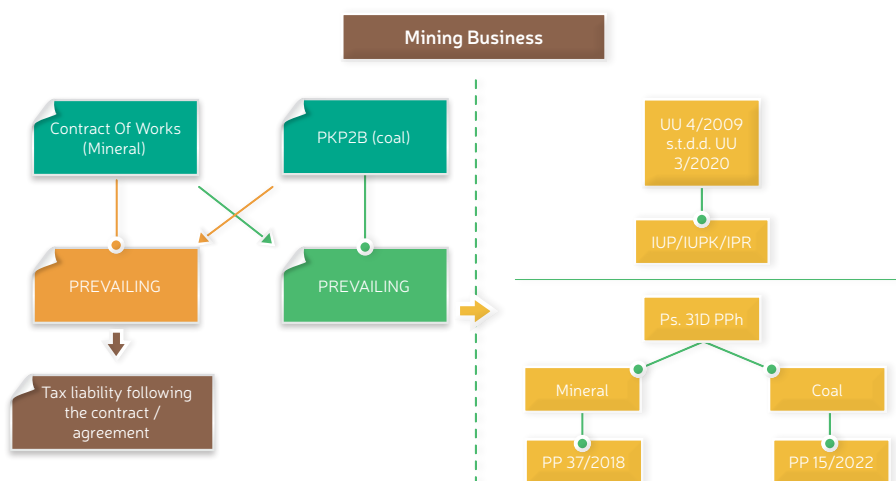 Mining Business
Contract Of Works
(Mineral)
PKP2B (coal)
UU 4/2009
s.t.d.d. UU
3/2020
IUP/IUPK/IPR
PREVAILING
PREVAILING
Ps. 31D PPh
Tax liability following
the contract /
agreement
Mineral
Coal
PP 37/2018
PP 15/2022